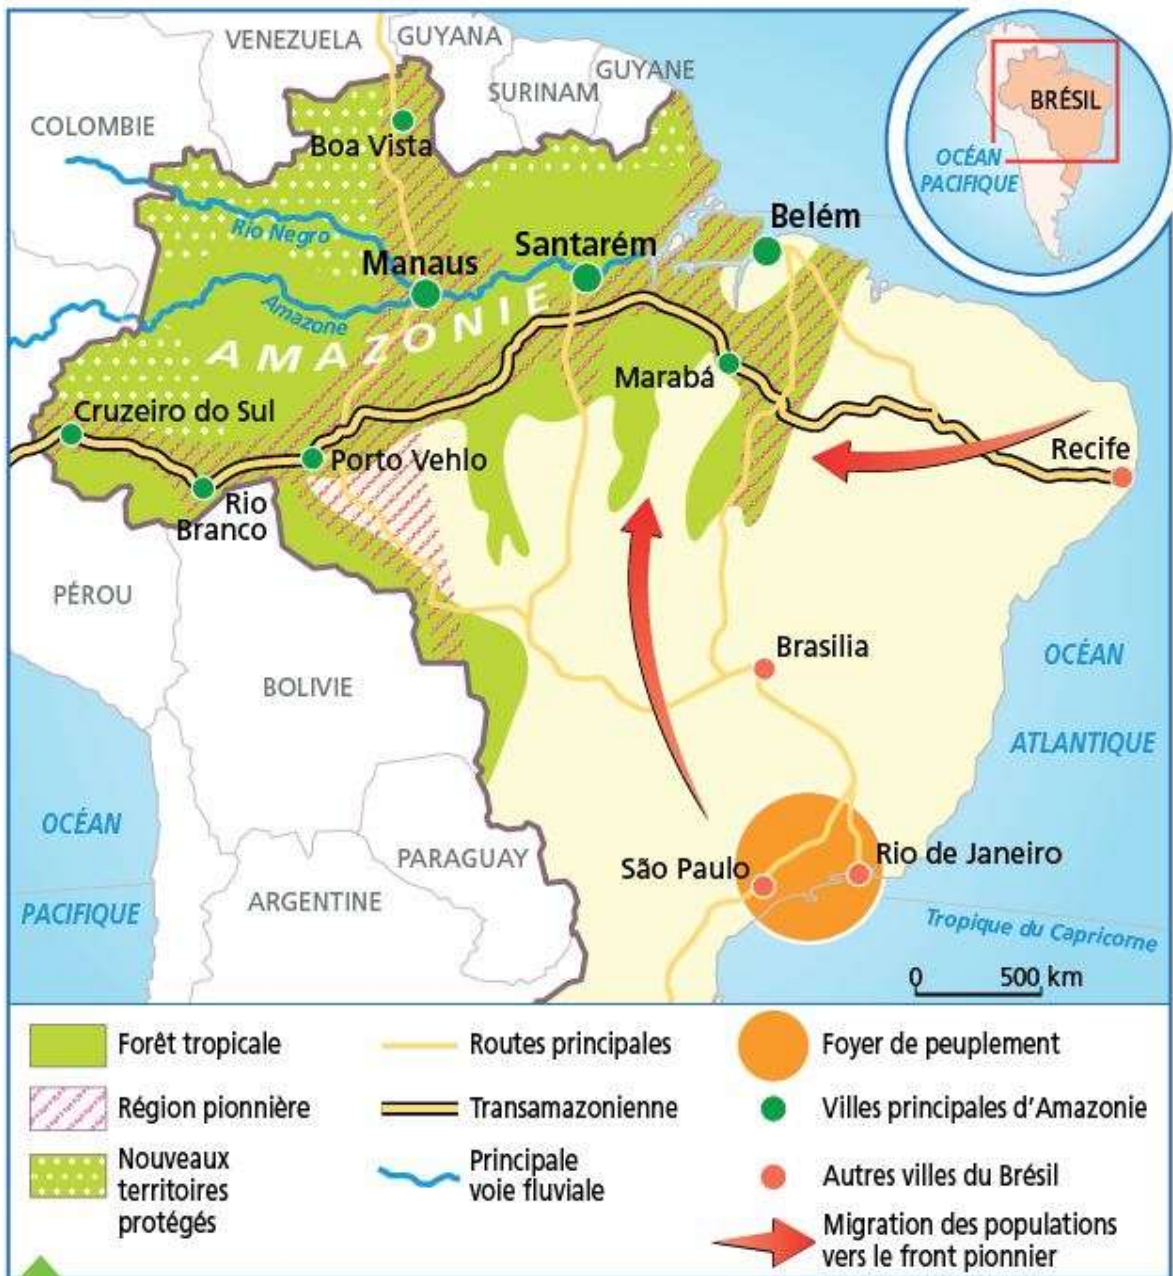 VENEZUELA
GUYANA
GUYANE
SURINAM
COLOMBIE
BRÉSIL
OCÉAN
PACIFIQUE
Boa Vista
Rio Negro
Belém
Santarém
Manaus
Amazone
AMAZONIE
Marabá
Cruzeiro do Sul
Porto Vehlo
Recife
Rio
Branco
PÉROU
Brasilia
OCÉAN
ATLANTIQUE
BOLIVIE
OCÉAN
PACIFIQUE
PARAGUAY
São Paulo
Rio de Janeiro
ARGENTINE
Tropique du Capricorne
0 500 km
Forêt tropicale
Région pionnière
Nouveaux
territoires
protégés
Routes principales
Transamazonienne
Principale
voie fluviale
Foyer de peuplement
Villes principales d'Amazonie
Autres villes du Brésil
Migration des populations
vers le front pionnier